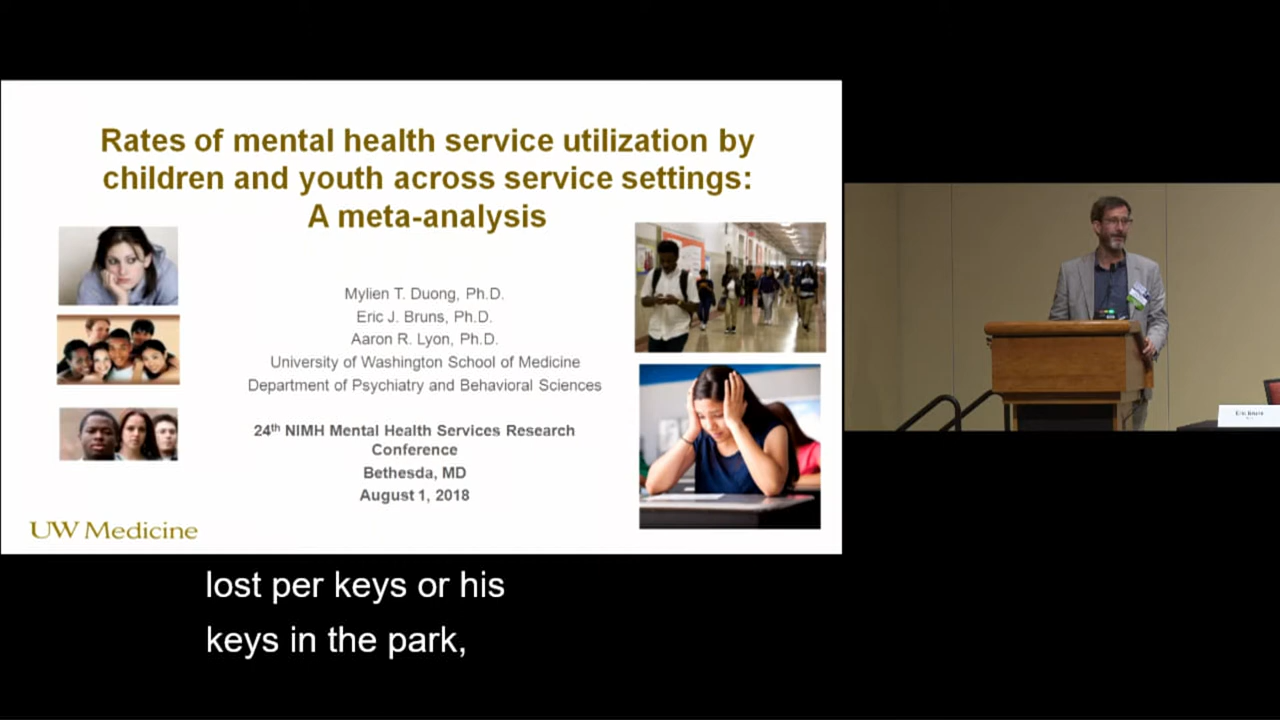 Rates of mental health service utilization by
children and youth across service settings:
A meta-analysis
Mylien T. Duong, Ph.D.
Eric J. Bruns, Ph.D.
Aaron R. Lyon, Ph.D.
University of Washington School of Medicine
Department of Psychiatry and Behavioral Sciences
24th NIMH Mental Health Services Research
Conference
Bethesda, MD
August 1, 2018
UW Medicine
Eric Bruns
lost per keys or his
keys in the park,